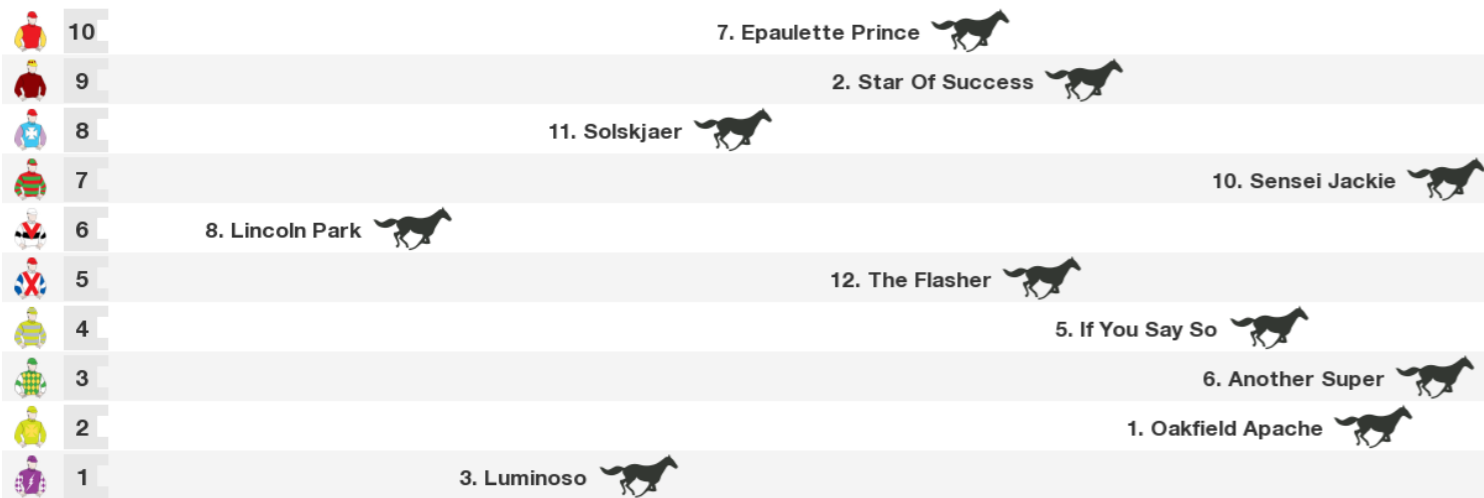 10 7. Epaulette Prince
9 2. Star Of Success
8 11. Solskjaer
7 10. Sensei Jackie
6 8. Lincoln Park
5 12. The Flasher
4 5. If You Say So
3 6. Another Super
2 1. Oakfield Apache
1 3. Luminoso